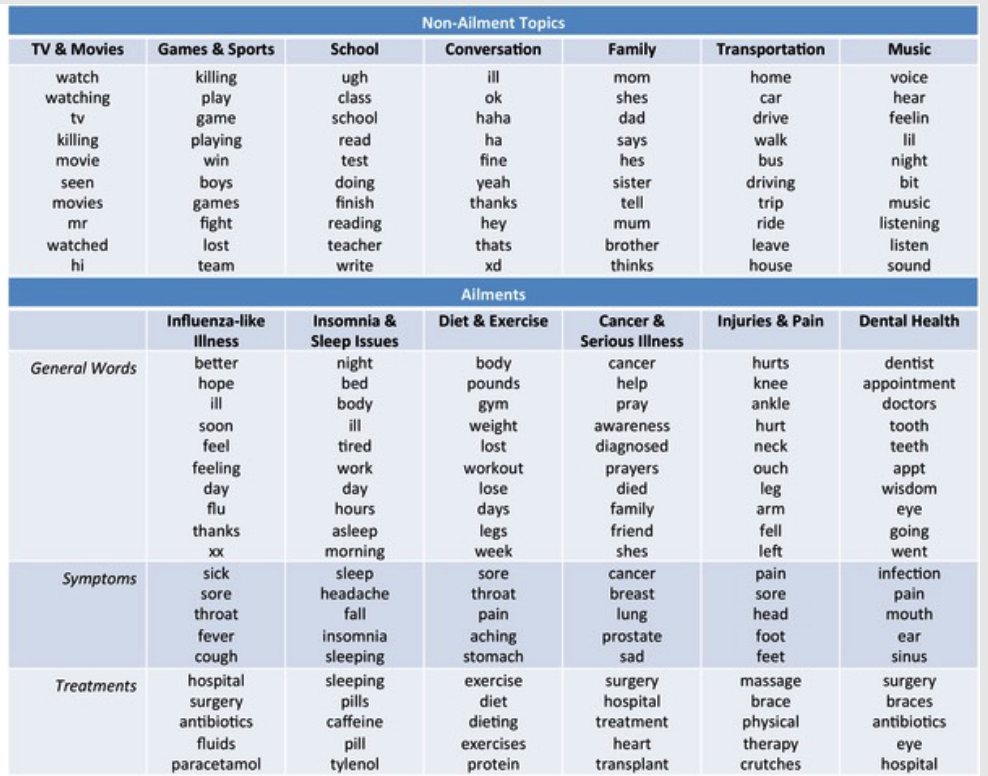 Non-Ailment Topics
TV & Movies Games & Sports School Conversation Family Transportation Music
watch killing ugh ill mom home voice
watching play class ok shes car hear
tv game school haha dad drive feelin
killing playing read ha says walk lil
movie win test fine hes bus night
seen boys doing yeah sister driving bit
movies games finish thanks tell trip music
mr fight reading hey mum ride listening
watched lost teacher thats brother leave listen
hi team write xd thinks house sound
Ailments
Influenza-like Insomnia & Diet & Exercise Cancer & Injuries & Pain Dental Health
Illness Sleep Issues Serious Illness
General Words better night body cancer hurts dentist
hope bed pounds help knee appointment
ill body gym pray ankle doctors
soon ill weight awareness hurt tooth
feel tired lost diagnosed neck teeth
feeling work workout prayers ouch appt
day day lose died leg wisdom
flu hours days family arm eye
thanks asleep legs friend fell going
xx morning week shes left went
Symptoms sick sleep sore cancer pain infection
sore headache throat breast sore pain
throat fall pain lung head mouth
fever insomnia aching prostate foot ear
cough sleeping stomach sad feet sinus
Treatments hospital sleeping exercise surgery massage surgery
surgery pills diet hospital brace braces
antibiotics caffeine dieting treatment physical antibiotics
fluids pill exercises heart therapy eye
paracetamol tylenol protein transplant crutches hospital